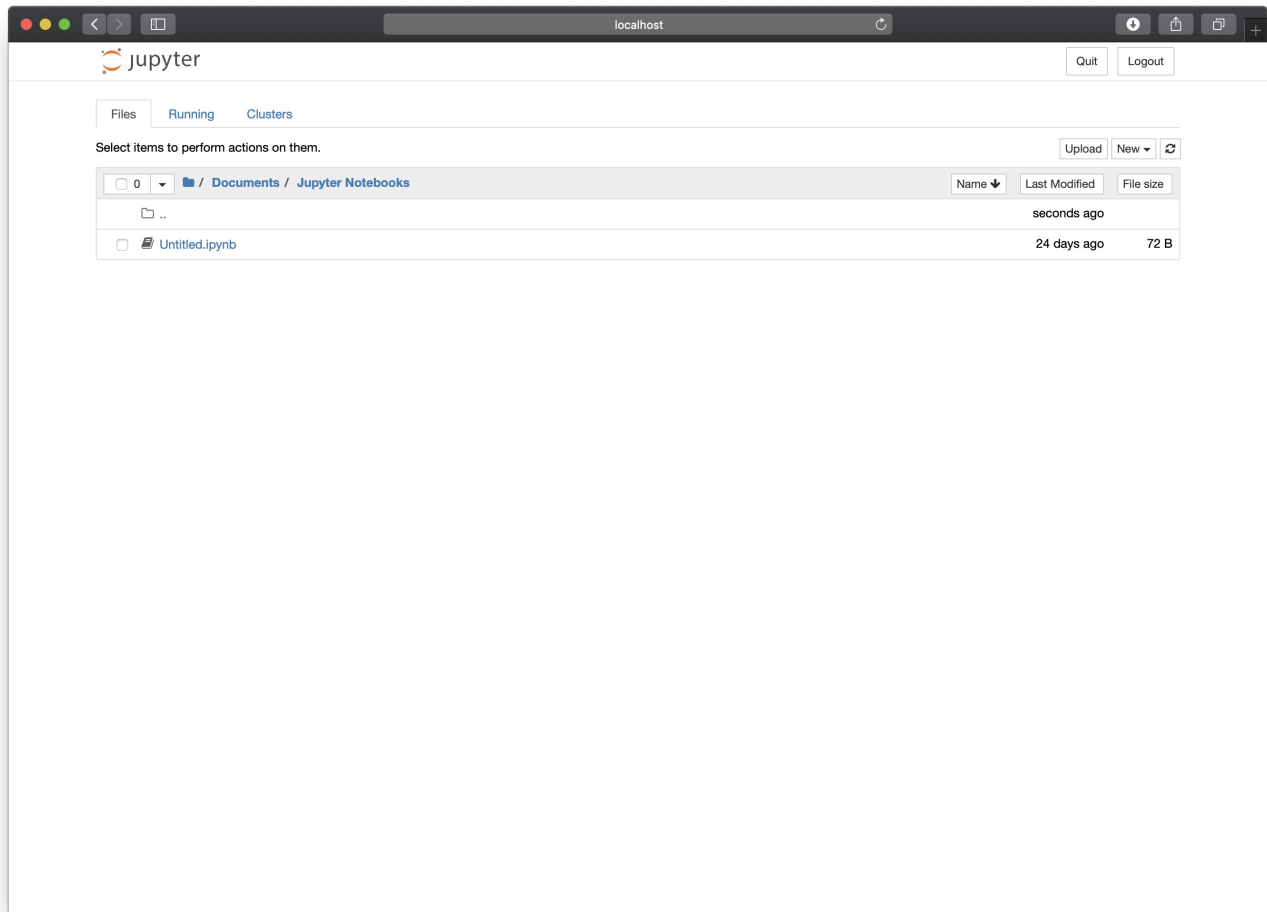 localhost
jupyter
Quit Logout
Files Running Clusters
Select items to perform actions on them.
Upload New
0 / Documents / Jupyter Notebooks Name Last Modified File size
.. seconds ago
Untitled.ipynb 24 days ago 72 B